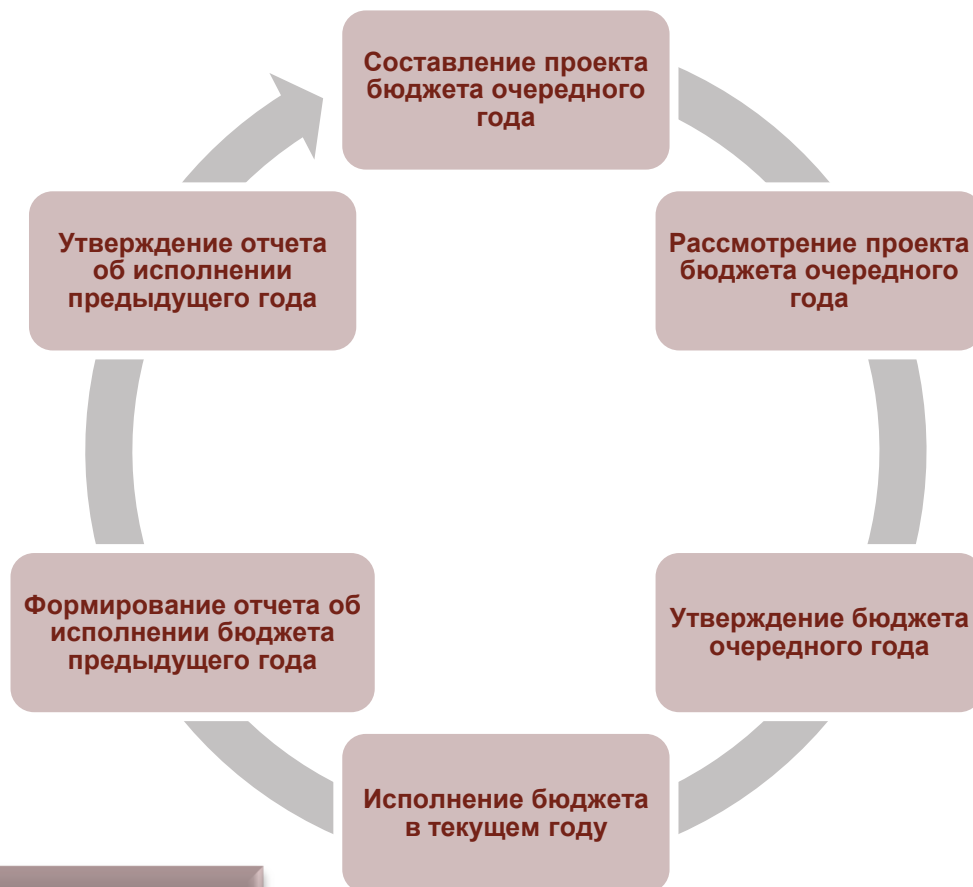 Составление проекта
бюджета очередного
года
Рассмотрение проекта
бюджета очередного
года
Утверждение бюджета
очередного года
Исполнение бюджета
в текущем году
Формирование отчета об
исполнении бюджета
предыдущего года
Утверждение отчета
об исполнении
предыдущего года